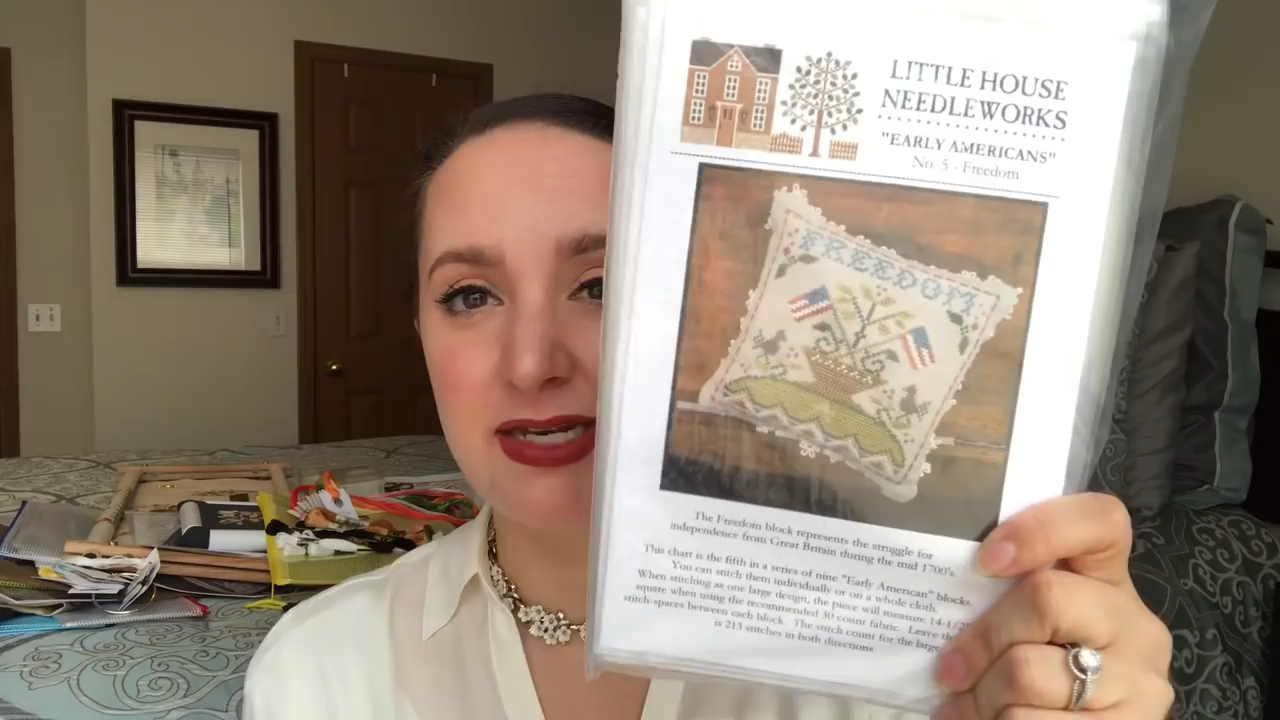 LITTLE HOUSE
NEEDLEWORKS
"EARLY AMERICANS"
No. 5 - Freedom
FREEDOM
The Freedom block represents the struggle for
independence from Great Britain during the mid 1700's.
This chart is the fifth in a series of nine "Early American" blocks.
You can stitch them individually or on a whole cloth.
When stitching as one large design, the piece will measure 14-1/2"
square when using the recommended 30 count fabric. Leave
stitch-spaces between each block. The stitch count for the large
is 213 stitches in both directions.